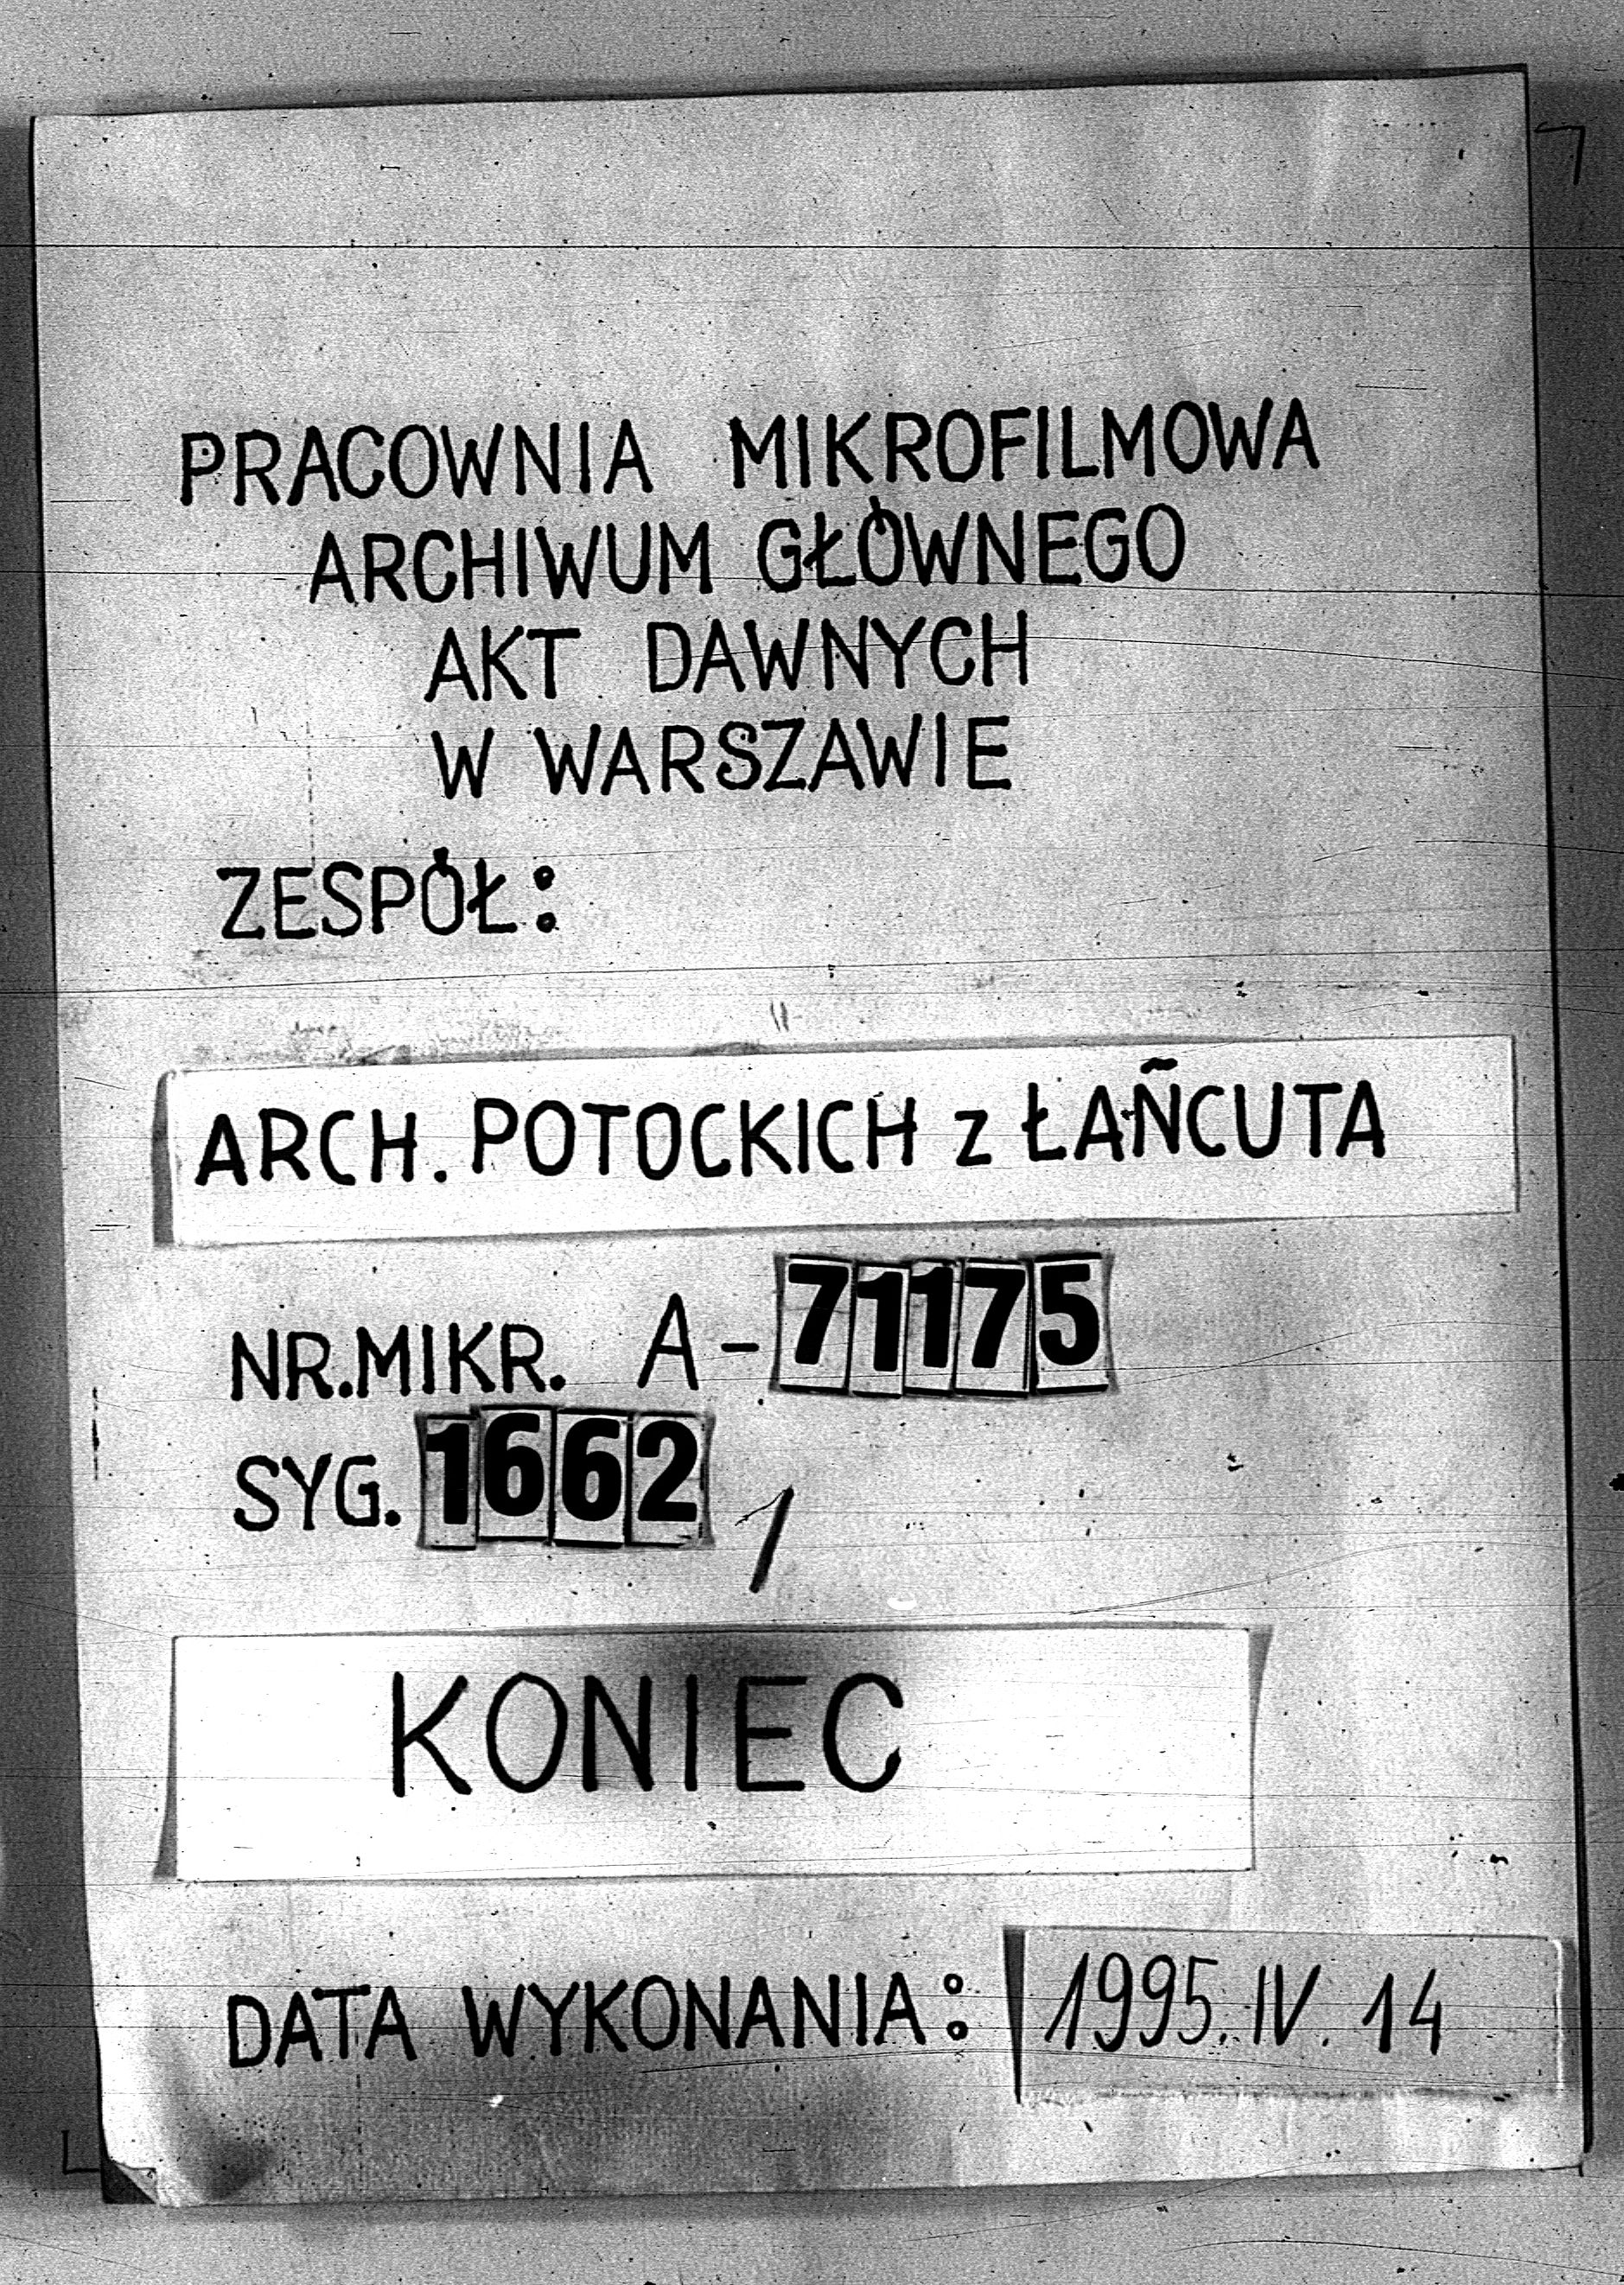 PRACOWNIA MIKROFILMOWA
ARCHIWUM GŁÓWNEGO
AKT DAWNYCH
W WARSZAWIE
ZESPÓŁ:
ARCH. POTOCKICH z ŁAŃCUTA
NR.MIKR. A-71175
SYG. 1662/1
KONIEC
DATA WYKONANIA: 1995.IV.14